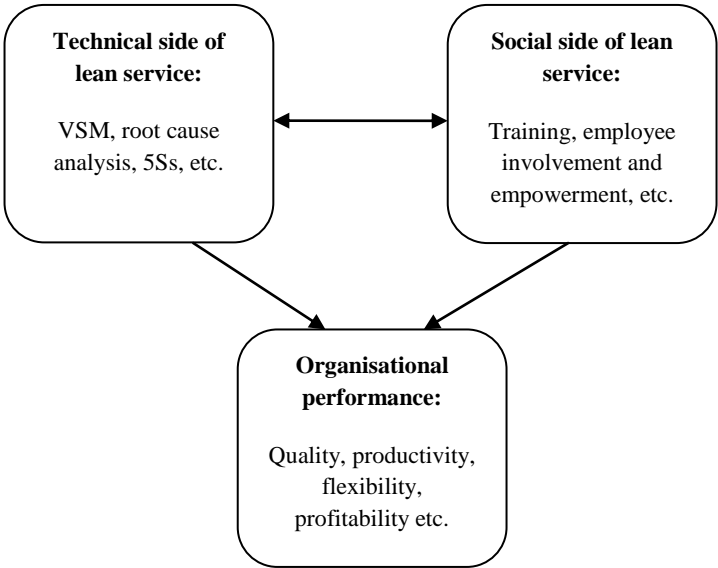 Technical side of
lean service:
VSM, root cause
analysis, 5Ss, etc.
Social side of lean
service:
Training, employee
involvement and
empowerment, etc.
Organisational
performance:
Quality, productivity,
flexibility,
profitability etc.